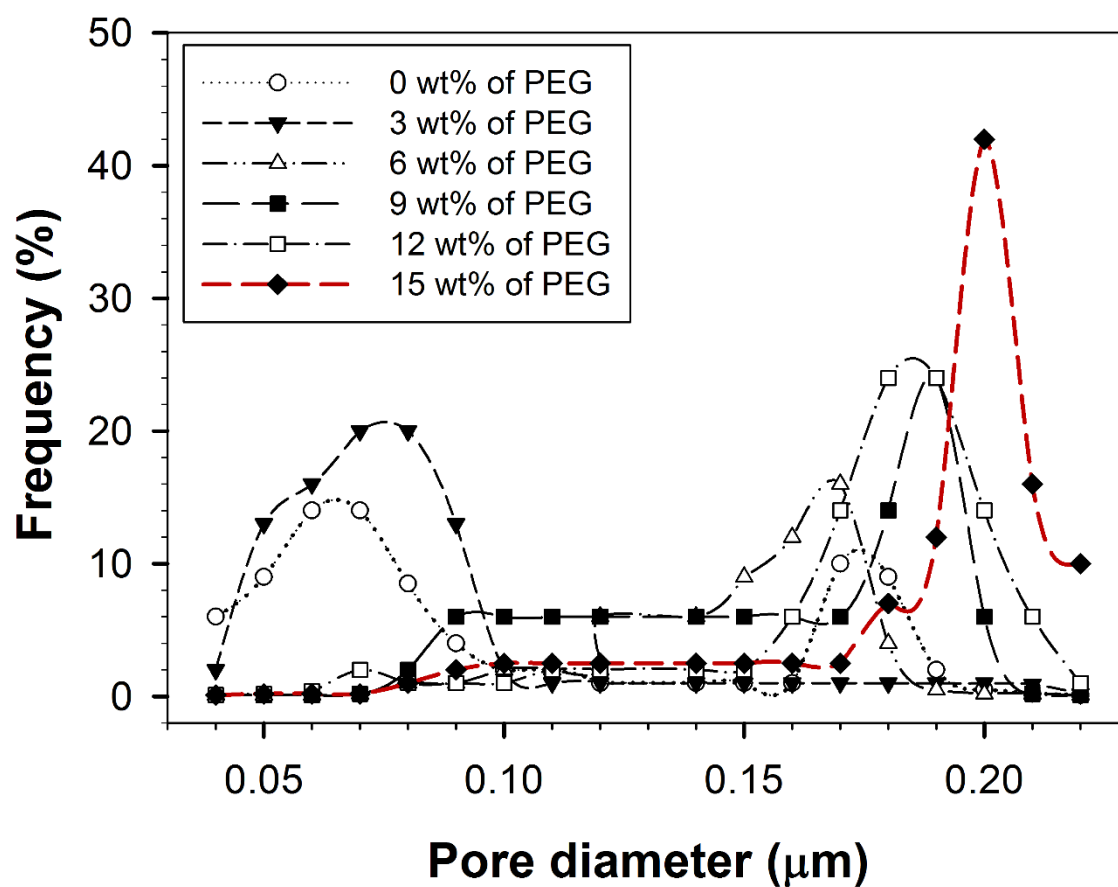 50
40
30
20
10
0
Frequency (%)
0 wt% of PEG
3 wt% of PEG
6 wt% of PEG
9 wt% of PEG
12 wt% of PEG
15 wt% of PEG
0.05 0.10 0.15 0.20
Pore diameter (μm)